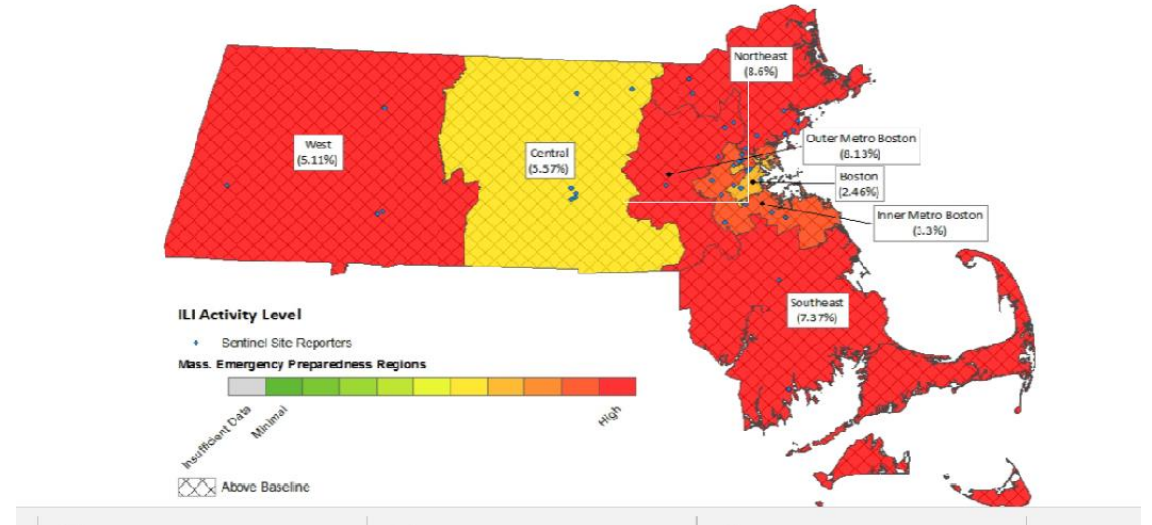 Northeast
(8.6%)
West
(5.11%)
Central
(5.57%)
Outer Metro Boston
(8.13%)
Boston
(2.46%)
Inner Metro Boston
(1.3%)
Southeast
(7.37%)
ILI Activity Level
Sentinel Site Reporters
Mass. Emergency Preparedness Regions
Insufficient Data
Minimal
High
Above Baseline